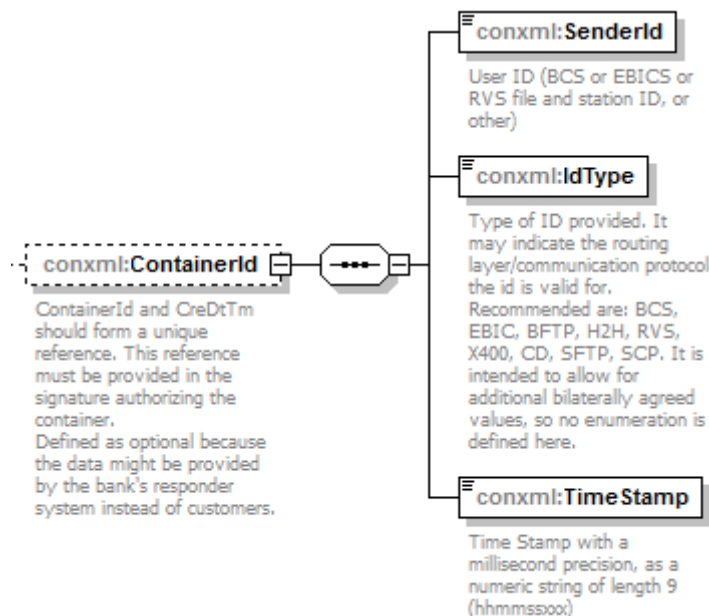 conxml:SenderId
User ID (BCS or EBICS or
RVS file and station ID, or
other)
conxml:IdType
Type of ID provided. It
may indicate the routing
layer/communication protocol
the id is valid for.
Recommended are: BCS,
EBIC, BFTP, H2H, RVS,
X400, CD, SFTP, SCP. It is
intended to allow for
additional bilaterally agreed
values, so no enumeration is
defined here.
conxml:ContainerId
ContainerId and CreDtTm
should form a unique
reference. This reference
must be provided in the
signature authorizing the
container.
Defined as optional because
the data might be provided
by the bank's responder
system instead of customers.
conxml:TimeStamp
Time Stamp with a
millisecond precision, as a
numeric string of length 9
(hhmmssxxx)